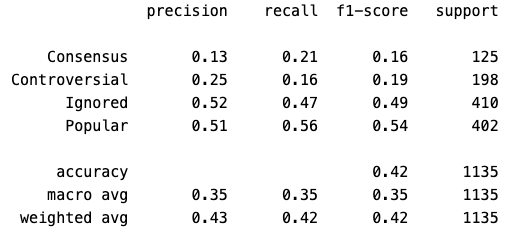 precision recall f1-score support
Consensus 0.13 0.21 0.16 125
Controversial 0.25 0.16 0.19 198
Ignored 0.52 0.47 0.49 410
Popular 0.51 0.56 0.54 402
accuracy 0.42 1135
macro avg 0.35 0.35 0.35 1135
weighted avg 0.43 0.42 0.42 1135